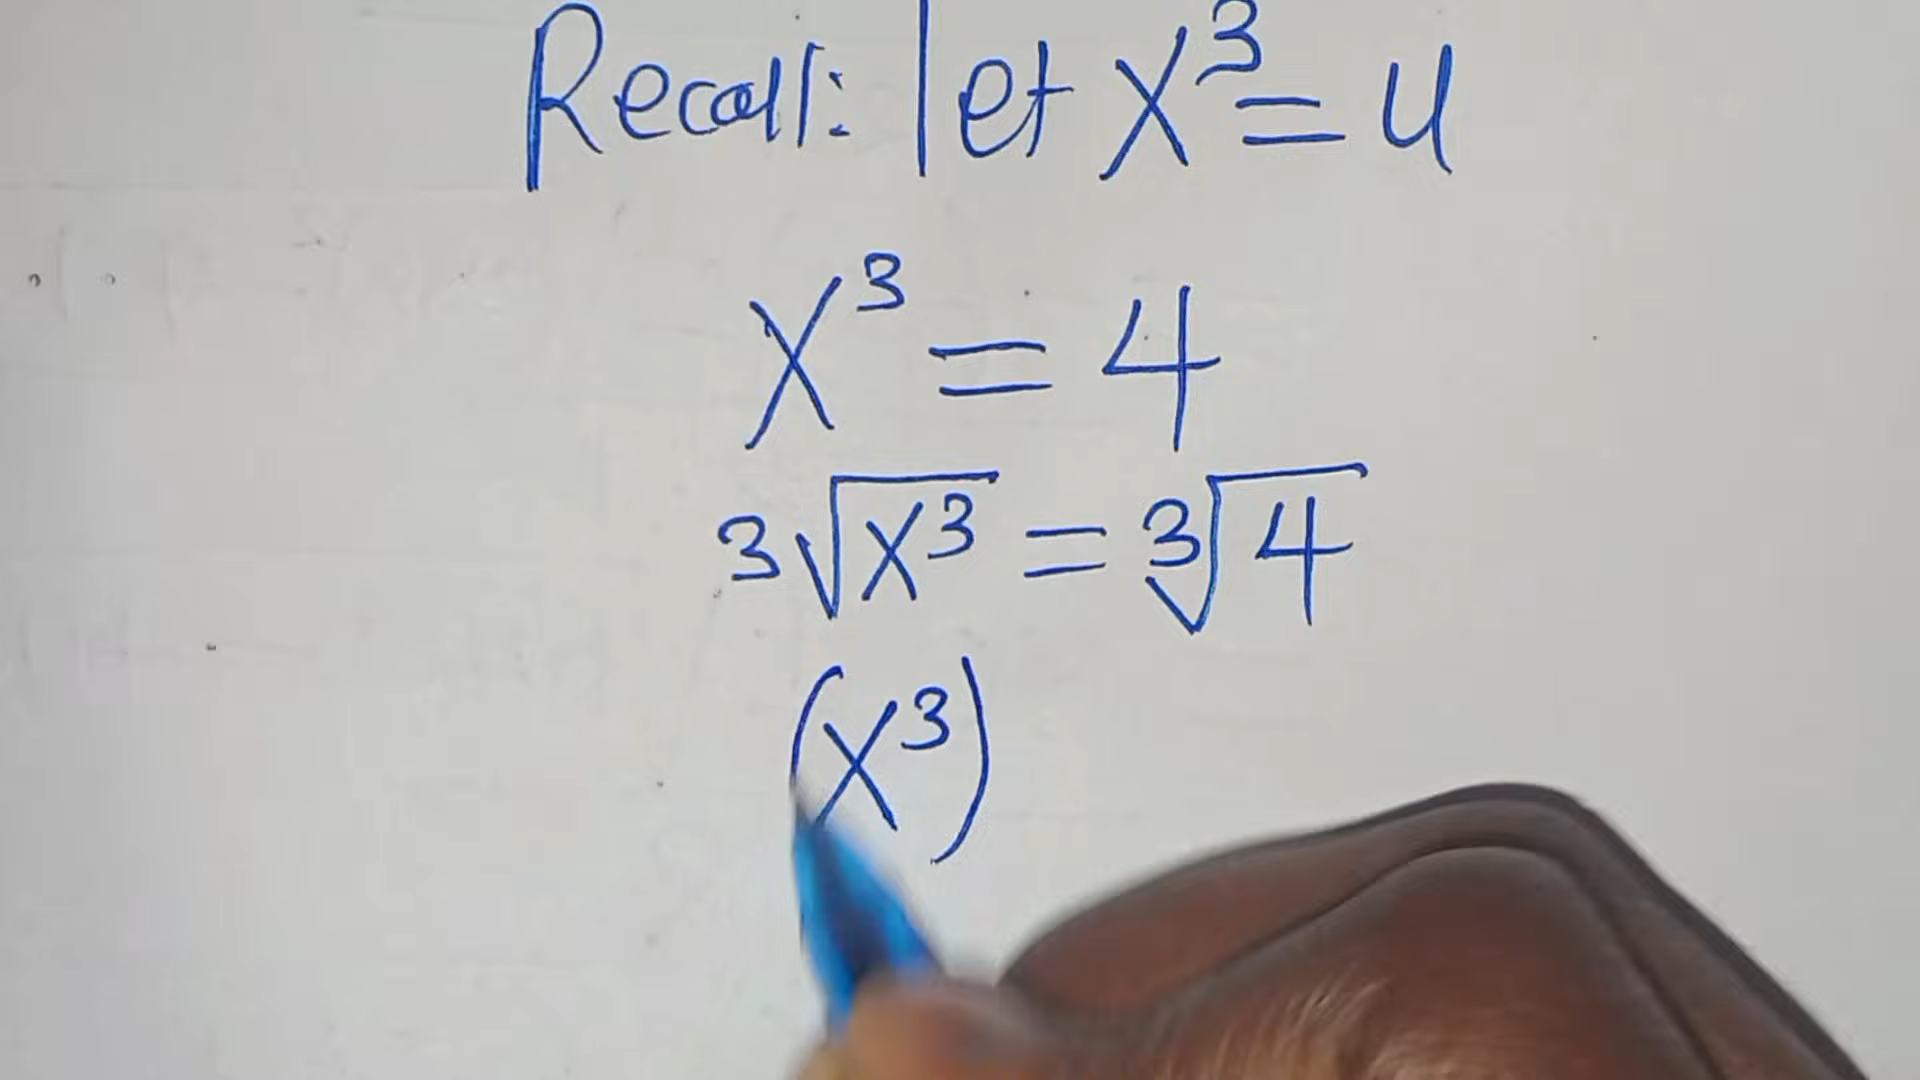 Recall: let x³ = u
x³ = 4
³√x³ = ³√4
(x³)